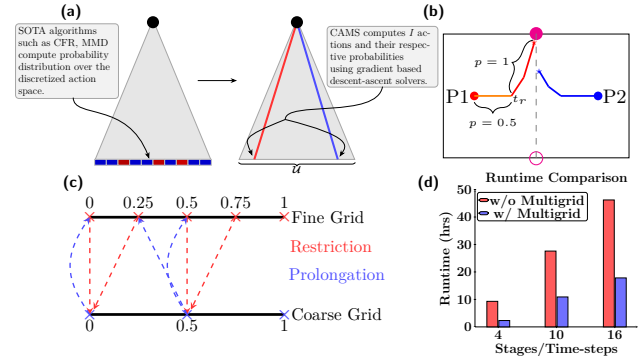 (a)
SOTA algorithms
such as CFR, MMD
compute probability
distribution over the
discretized action
space.
CAMS computes I ac-
tions and their respec-
tive probabilities
using gradient based
descent-ascent solvers.
u
(b)
p = 1
P1
t_r
P2
p = 0.5
(c)
0 0.25 0.5 0.75 1
Fine Grid
Restriction
Prolongation
Coarse Grid
0 0.5 1
(d)
Runtime Comparison
w/o Multigrid
w/ Multigrid
Runtime (hrs)
50
40
30
20
10
0
4 10 16
Stages/Time-steps